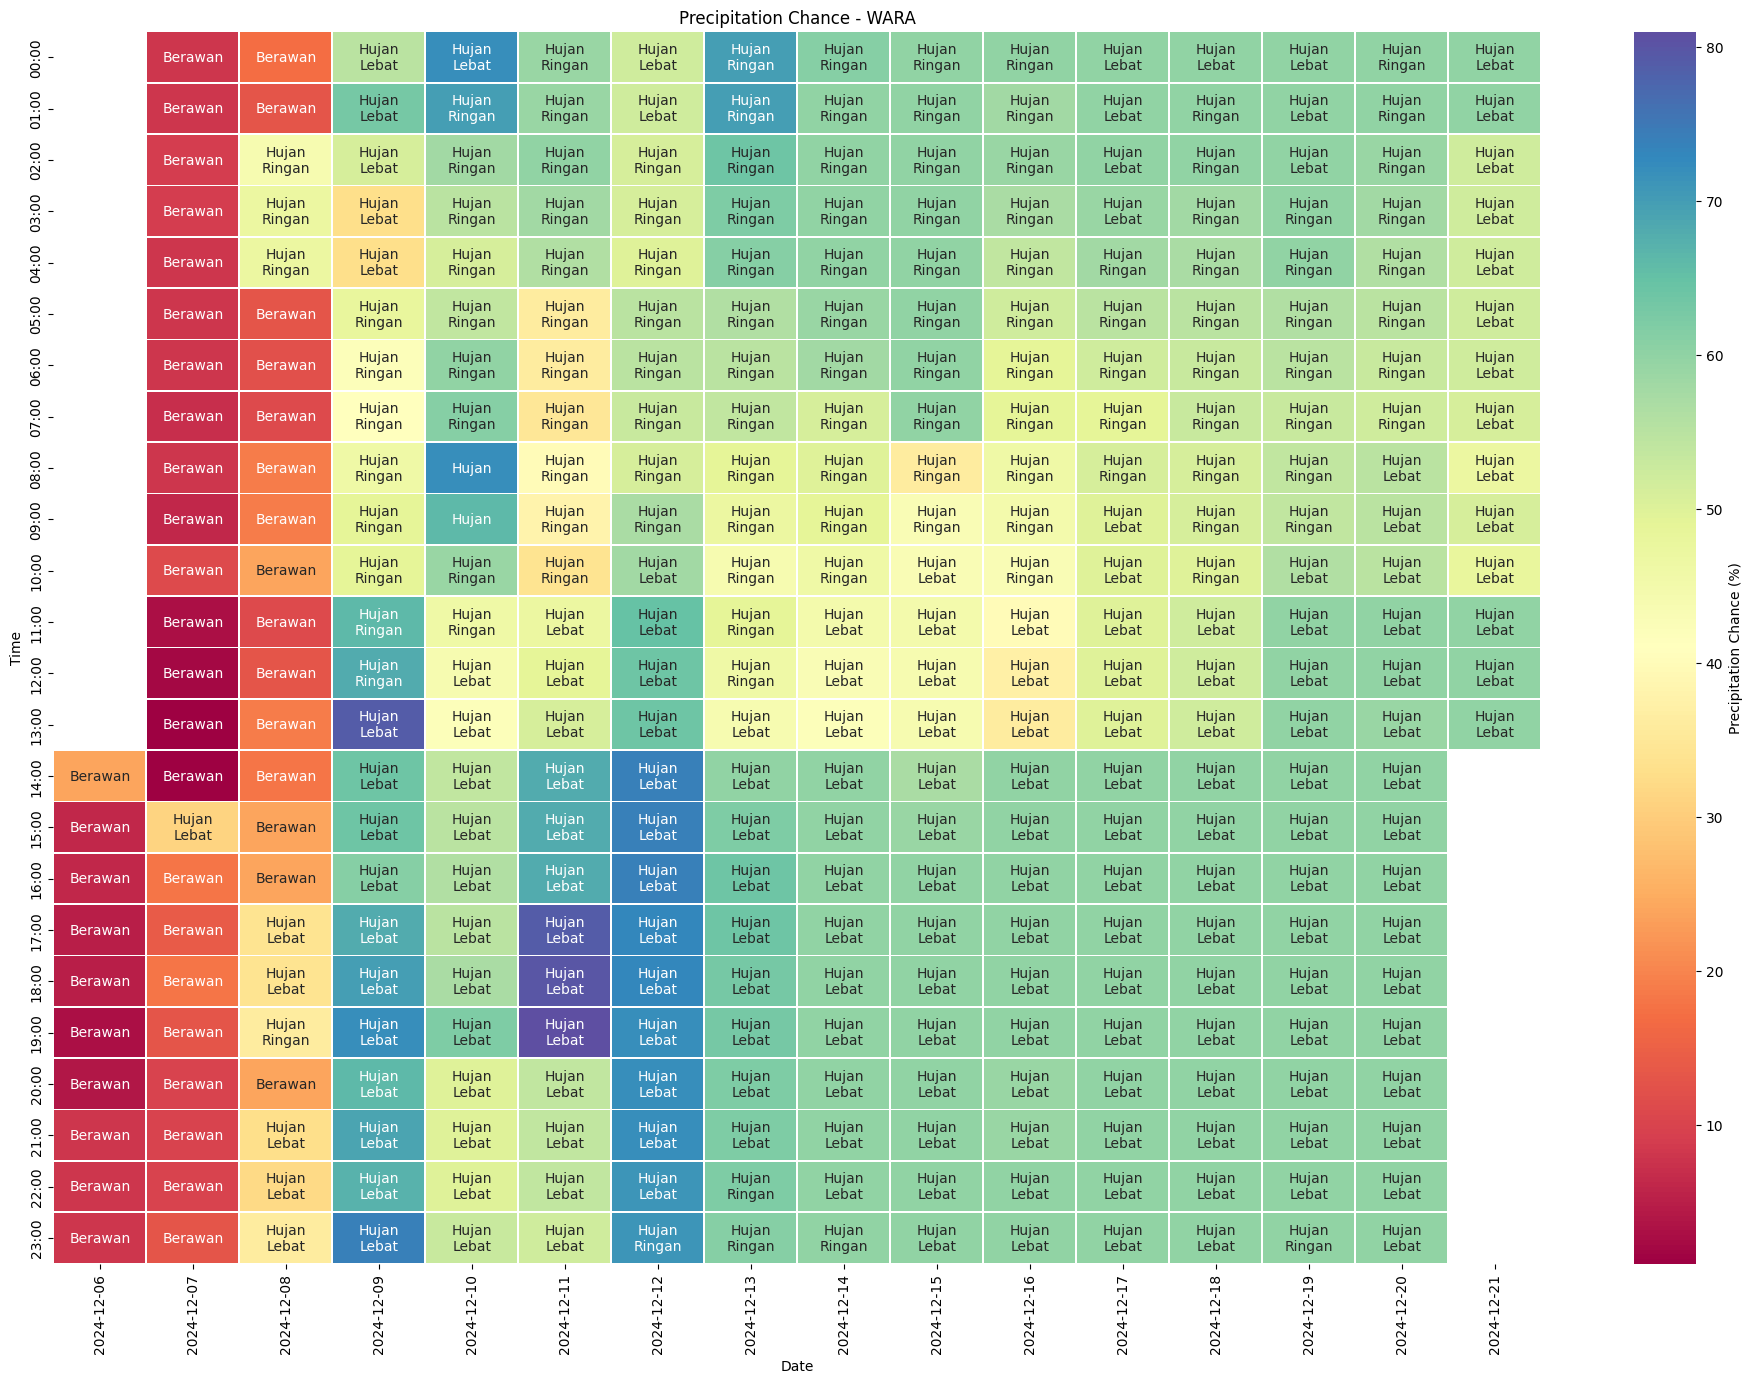 Precipitation Chance - WARA
00:00 Berawan Berawan Hujan Lebat Hujan Lebat Hujan Ringan Hujan Lebat Hujan Ringan Hujan Ringan Hujan Ringan Hujan Ringan Hujan Lebat Hujan Ringan Hujan Lebat Hujan Ringan Hujan Lebat
01:00 Berawan Berawan Hujan Lebat Hujan Ringan Hujan Ringan Hujan Lebat Hujan Ringan Hujan Ringan Hujan Ringan Hujan Ringan Hujan Lebat Hujan Ringan Hujan Lebat Hujan Ringan Hujan Lebat
02:00 Berawan Hujan Ringan Hujan Lebat Hujan Ringan Hujan Ringan Hujan Ringan Hujan Ringan Hujan Ringan Hujan Ringan Hujan Ringan Hujan Lebat Hujan Ringan Hujan Lebat Hujan Ringan Hujan Lebat
03:00 Berawan Hujan Ringan Hujan Lebat Hujan Ringan Hujan Ringan Hujan Ringan Hujan Ringan Hujan Ringan Hujan Ringan Hujan Ringan Hujan Lebat Hujan Ringan Hujan Ringan Hujan Ringan Hujan Lebat
04:00 Berawan Hujan Ringan Hujan Lebat Hujan Ringan Hujan Ringan Hujan Ringan Hujan Ringan Hujan Ringan Hujan Ringan Hujan Ringan Hujan Ringan Hujan Ringan Hujan Ringan Hujan Ringan Hujan Lebat
05:00 Berawan Berawan Hujan Ringan Hujan Ringan Hujan Ringan Hujan Ringan Hujan Ringan Hujan Ringan Hujan Ringan Hujan Ringan Hujan Ringan Hujan Ringan Hujan Ringan Hujan Ringan Hujan Lebat
06:00 Berawan Berawan Hujan Ringan Hujan Ringan Hujan Ringan Hujan Ringan Hujan Ringan Hujan Ringan Hujan Ringan Hujan Ringan Hujan Ringan Hujan Ringan Hujan Ringan Hujan Ringan Hujan Lebat
07:00 Berawan Berawan Hujan Ringan Hujan Ringan Hujan Ringan Hujan Ringan Hujan Ringan Hujan Ringan Hujan Ringan Hujan Ringan Hujan Ringan Hujan Ringan Hujan Ringan Hujan Ringan Hujan Lebat
08:00 Berawan Berawan Hujan Ringan Hujan Hujan Ringan Hujan Ringan Hujan Ringan Hujan Ringan Hujan Ringan Hujan Ringan Hujan Ringan Hujan Ringan Hujan Ringan Hujan Lebat Hujan Lebat
09:00 Berawan Berawan Hujan Ringan Hujan Hujan Ringan Hujan Ringan Hujan Ringan Hujan Ringan Hujan Ringan Hujan Ringan Hujan Lebat Hujan Ringan Hujan Ringan Hujan Lebat Hujan Lebat
10:00 Berawan Berawan Hujan Ringan Hujan Ringan Hujan Ringan Hujan Lebat Hujan Ringan Hujan Ringan Hujan Lebat Hujan Ringan Hujan Lebat Hujan Ringan Hujan Lebat Hujan Lebat Hujan Lebat
11:00 Berawan Berawan Hujan Ringan Hujan Ringan Hujan Lebat Hujan Lebat Hujan Ringan Hujan Lebat Hujan Lebat Hujan Lebat Hujan Lebat Hujan Lebat Hujan Lebat Hujan Lebat Hujan Lebat
12:00 Berawan Berawan Hujan Ringan Hujan Lebat Hujan Lebat Hujan Lebat Hujan Ringan Hujan Lebat Hujan Lebat Hujan Lebat Hujan Lebat Hujan Lebat Hujan Lebat Hujan Lebat Hujan Lebat
13:00 Berawan Berawan Hujan Lebat Hujan Lebat Hujan Lebat Hujan Lebat Hujan Lebat Hujan Lebat Hujan Lebat Hujan Lebat Hujan Lebat Hujan Lebat Hujan Lebat Hujan Lebat Hujan Lebat
14:00 Berawan Berawan Berawan Hujan Lebat Hujan Lebat Hujan Lebat Hujan Lebat Hujan Lebat Hujan Lebat Hujan Lebat Hujan Lebat Hujan Lebat Hujan Lebat Hujan Lebat Hujan Lebat
15:00 Berawan Hujan Lebat Berawan Hujan Lebat Hujan Lebat Hujan Lebat Hujan Lebat Hujan Lebat Hujan Lebat Hujan Lebat Hujan Lebat Hujan Lebat Hujan Lebat Hujan Lebat Hujan Lebat
16:00 Berawan Berawan Berawan Hujan Lebat Hujan Lebat Hujan Lebat Hujan Lebat Hujan Lebat Hujan Lebat Hujan Lebat Hujan Lebat Hujan Lebat Hujan Lebat Hujan Lebat Hujan Lebat
17:00 Berawan Berawan Hujan Lebat Hujan Lebat Hujan Lebat Hujan Lebat Hujan Lebat Hujan Lebat Hujan Lebat Hujan Lebat Hujan Lebat Hujan Lebat Hujan Lebat Hujan Lebat Hujan Lebat
18:00 Berawan Berawan Hujan Lebat Hujan Lebat Hujan Lebat Hujan Lebat Hujan Lebat Hujan Lebat Hujan Lebat Hujan Lebat Hujan Lebat Hujan Lebat Hujan Lebat Hujan Lebat Hujan Lebat
19:00 Berawan Berawan Hujan Ringan Hujan Lebat Hujan Lebat Hujan Lebat Hujan Lebat Hujan Lebat Hujan Lebat Hujan Lebat Hujan Lebat Hujan Lebat Hujan Lebat Hujan Lebat Hujan Lebat
20:00 Berawan Berawan Berawan Hujan Lebat Hujan Lebat Hujan Lebat Hujan Lebat Hujan Lebat Hujan Lebat Hujan Lebat Hujan Lebat Hujan Lebat Hujan Lebat Hujan Lebat Hujan Lebat
21:00 Berawan Berawan Hujan Lebat Hujan Lebat Hujan Lebat Hujan Lebat Hujan Lebat Hujan Lebat Hujan Lebat Hujan Lebat Hujan Lebat Hujan Lebat Hujan Lebat Hujan Lebat Hujan Lebat
22:00 Berawan Berawan Hujan Lebat Hujan Lebat Hujan Lebat Hujan Lebat Hujan Lebat Hujan Ringan Hujan Lebat Hujan Lebat Hujan Lebat Hujan Lebat Hujan Lebat Hujan Lebat Hujan Lebat
23:00 Berawan Berawan Hujan Lebat Hujan Lebat Hujan Lebat Hujan Lebat Hujan Ringan Hujan Ringan Hujan Ringan Hujan Lebat Hujan Lebat Hujan Lebat Hujan Lebat Hujan Ringan Hujan Lebat
2024-12-06 2024-12-07 2024-12-08 2024-12-09 2024-12-10 2024-12-11 2024-12-12 2024-12-13 2024-12-14 2024-12-15 2024-12-16 2024-12-17 2024-12-18 2024-12-19 2024-12-20 2024-12-21
Date
Time
80
70
60
50
40
30
20
10
Precipitation Chance (%)